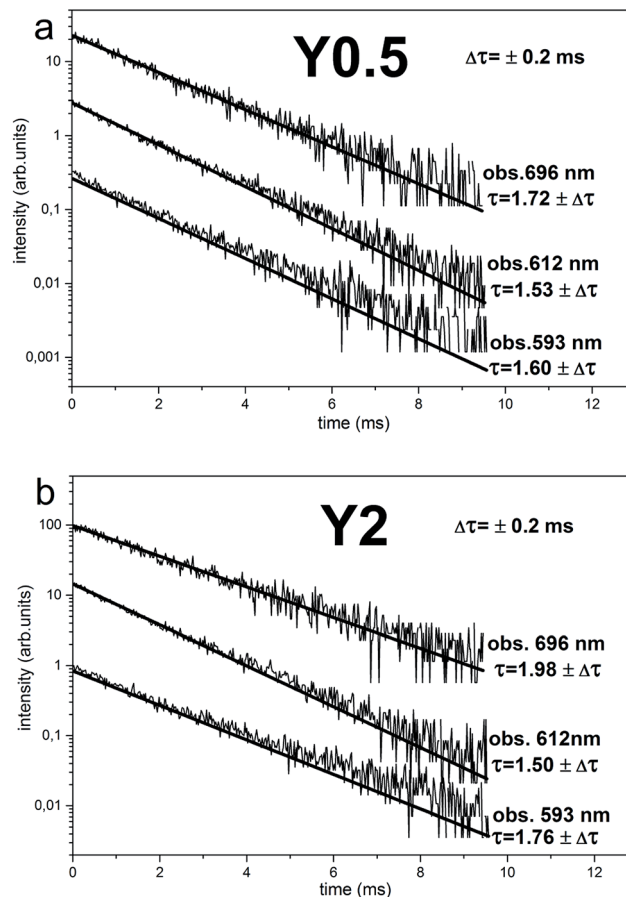 a
Y0.5
Δτ= ± 0.2 ms
intensity (arb.units)
10
1
0,1
0,01
0,001
obs.696 nm
τ=1.72 ± Δτ
obs.612 nm
τ=1.53 ± Δτ
obs.593 nm
τ=1.60 ± Δτ
0 2 4 6 8 10 12
time (ms)
b
Y2
Δτ= ± 0.2 ms
intensity (arb.units)
100
10
1
0,1
0,01
obs. 696 nm
τ=1.98 ± Δτ
obs. 612nm
τ=1.50 ± Δτ
obs. 593 nm
τ=1.76 ± Δτ
0 2 4 6 8 10 12
time (ms)